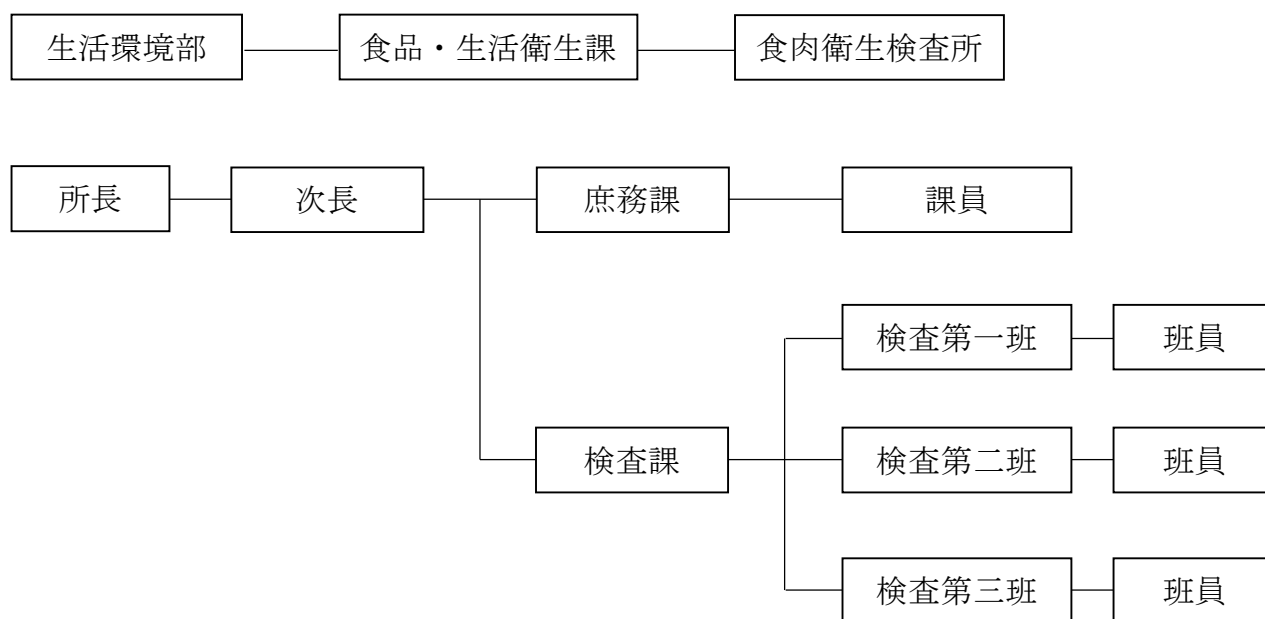 生活環境部 食品・生活衛生課 食肉衛生検査所
所長 次長 庶務課 課員
検査第一班 班員
検査課 検査第二班 班員
検査第三班 班員